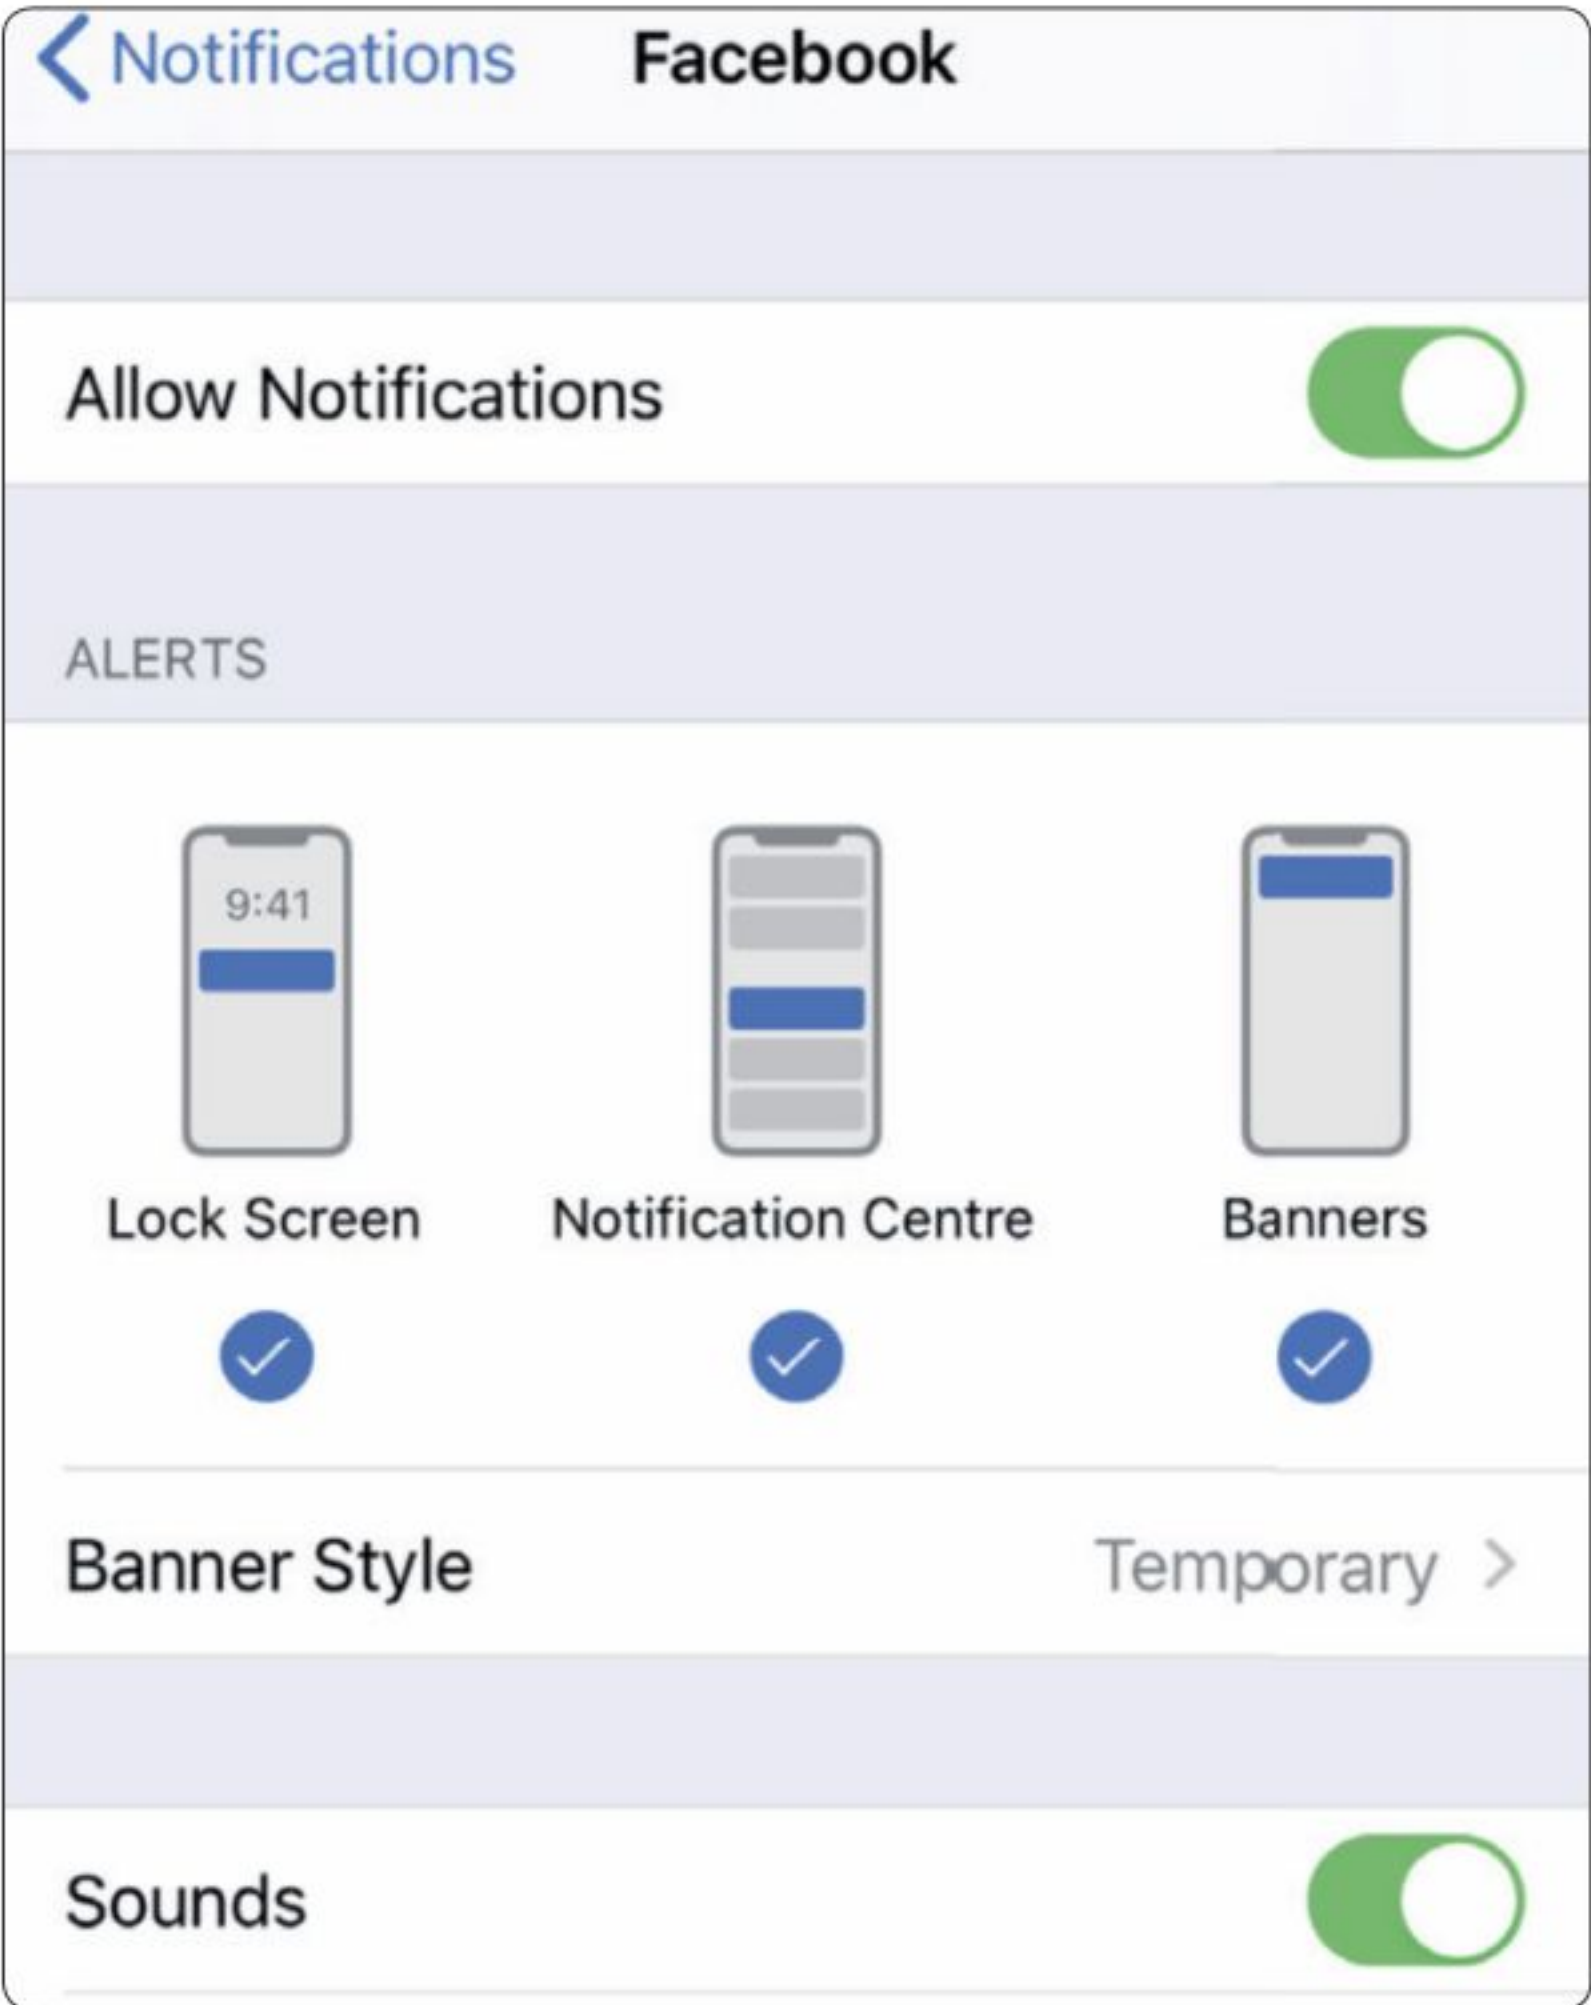 Notifications Facebook
Allow Notifications
ALERTS
9:41
Lock Screen Notification Centre Banners
Banner Style Temporary
Sounds